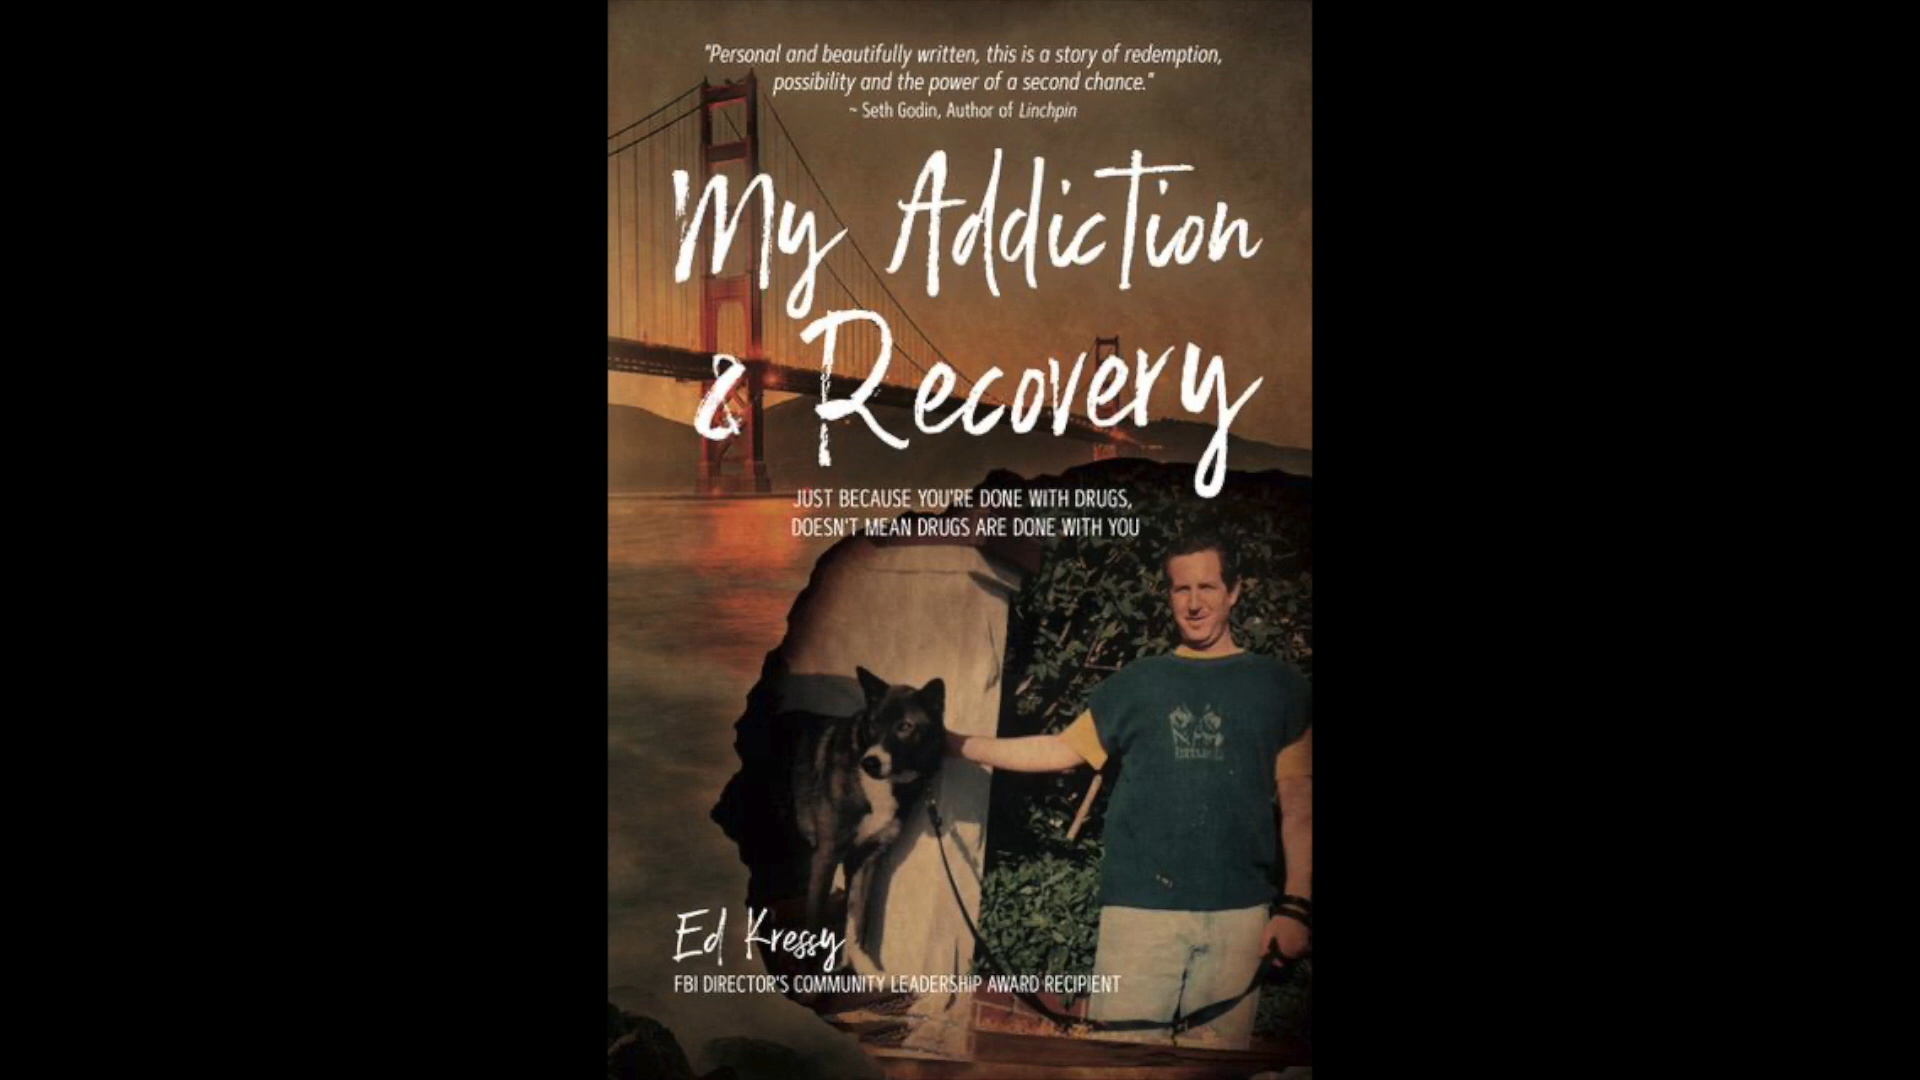 "Personal and beautifully written, this is a story of redemption,
possibility and the power of a second chance."
~ Seth Godin, Author of Linchpin
My Addiction
& Recovery
JUST BECAUSE YOU'RE DONE WITH DRUGS,
DOESN'T MEAN DRUGS ARE DONE WITH YOU
Ed Kressy
FBI DIRECTOR'S COMMUNITY LEADERSHIP AWARD RECIPIENT